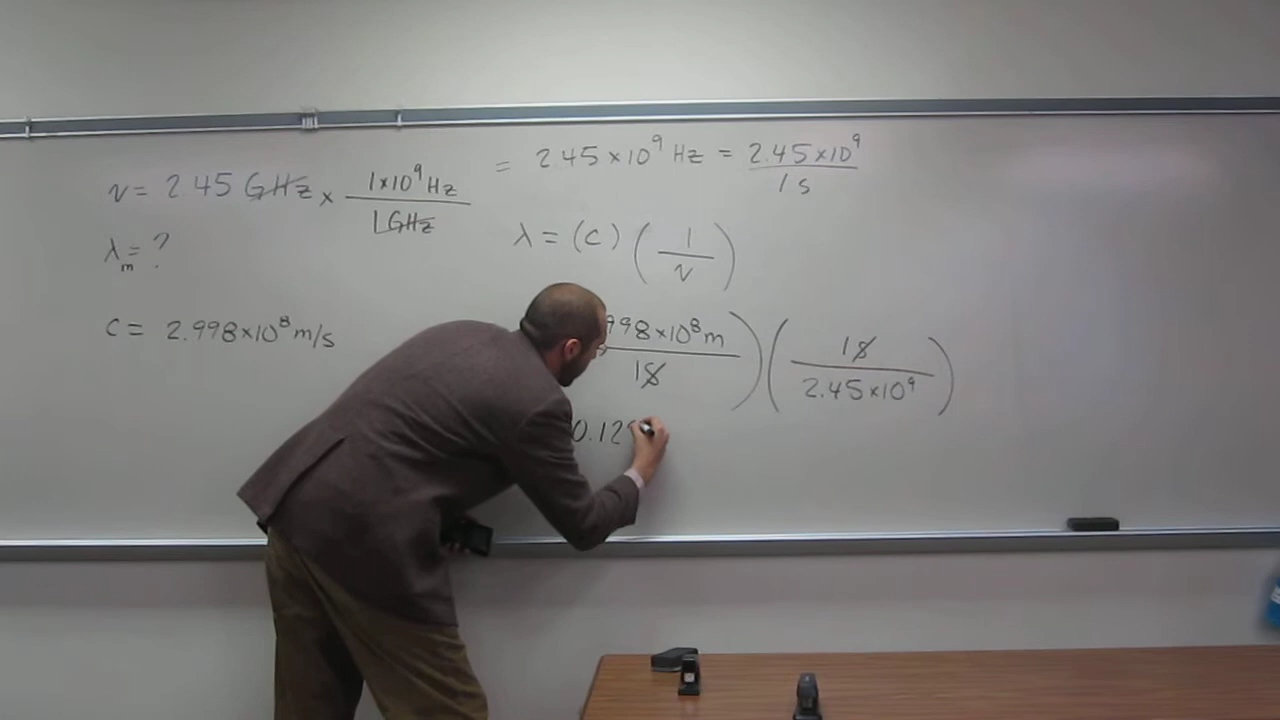 ν = 2.45 GHz × 1×10⁹ Hz / 1 GHz
= 2.45×10⁹ Hz = 2.45×10⁹ / 1 s
λm = ?
λ = (c) (1 / ν)
c = 2.998×10⁸ m/s
998×10⁸ m / 1 s) (1 s / 2.45×10⁹)
0.12